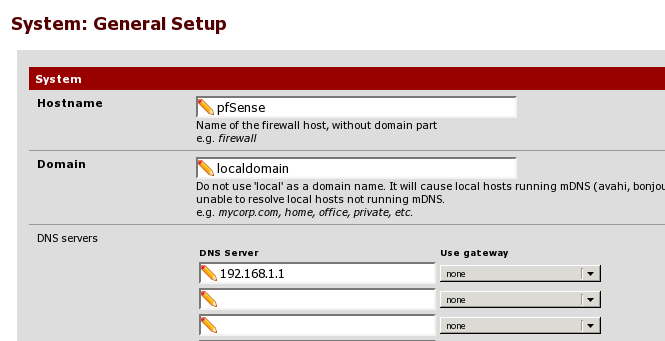 System: General Setup
System
Hostname
pfSense
Name of the firewall host, without domain part
e.g. firewall
Domain
localdomain
Do not use 'local' as a domain name. It will cause local hosts running mDNS (avahi, bonjou
unable to resolve local hosts not running mDNS.
e.g. mycorp.com, home, office, private, etc.
DNS servers
DNS Server Use gateway
192.168.1.1 none
none
none